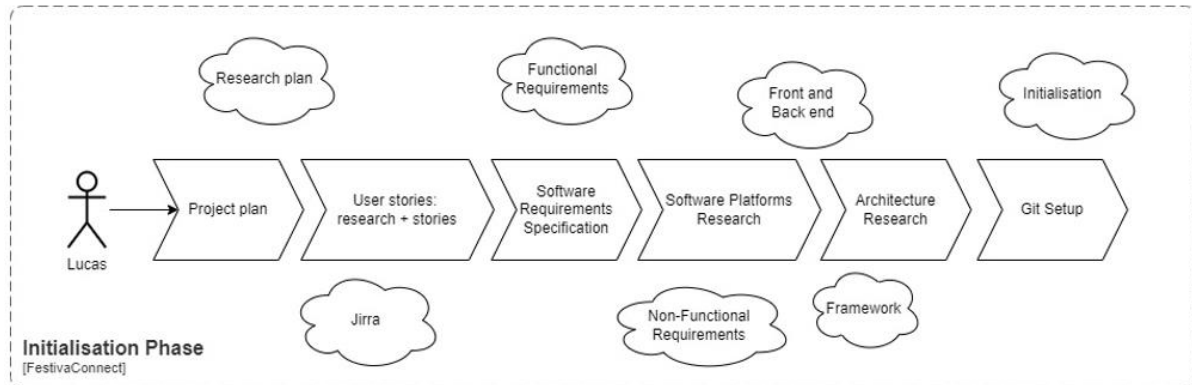 Research plan
Functional
Requirements
Front and
Back end
Initialisation
Lucas
Project plan
User stories:
research + stories
Software
Requirements
Specification
Software Platforms
Research
Architecture
Research
Git Setup
Jirra
Non-Functional
Requirements
Framework
Initialisation Phase
[FestivaConnect]